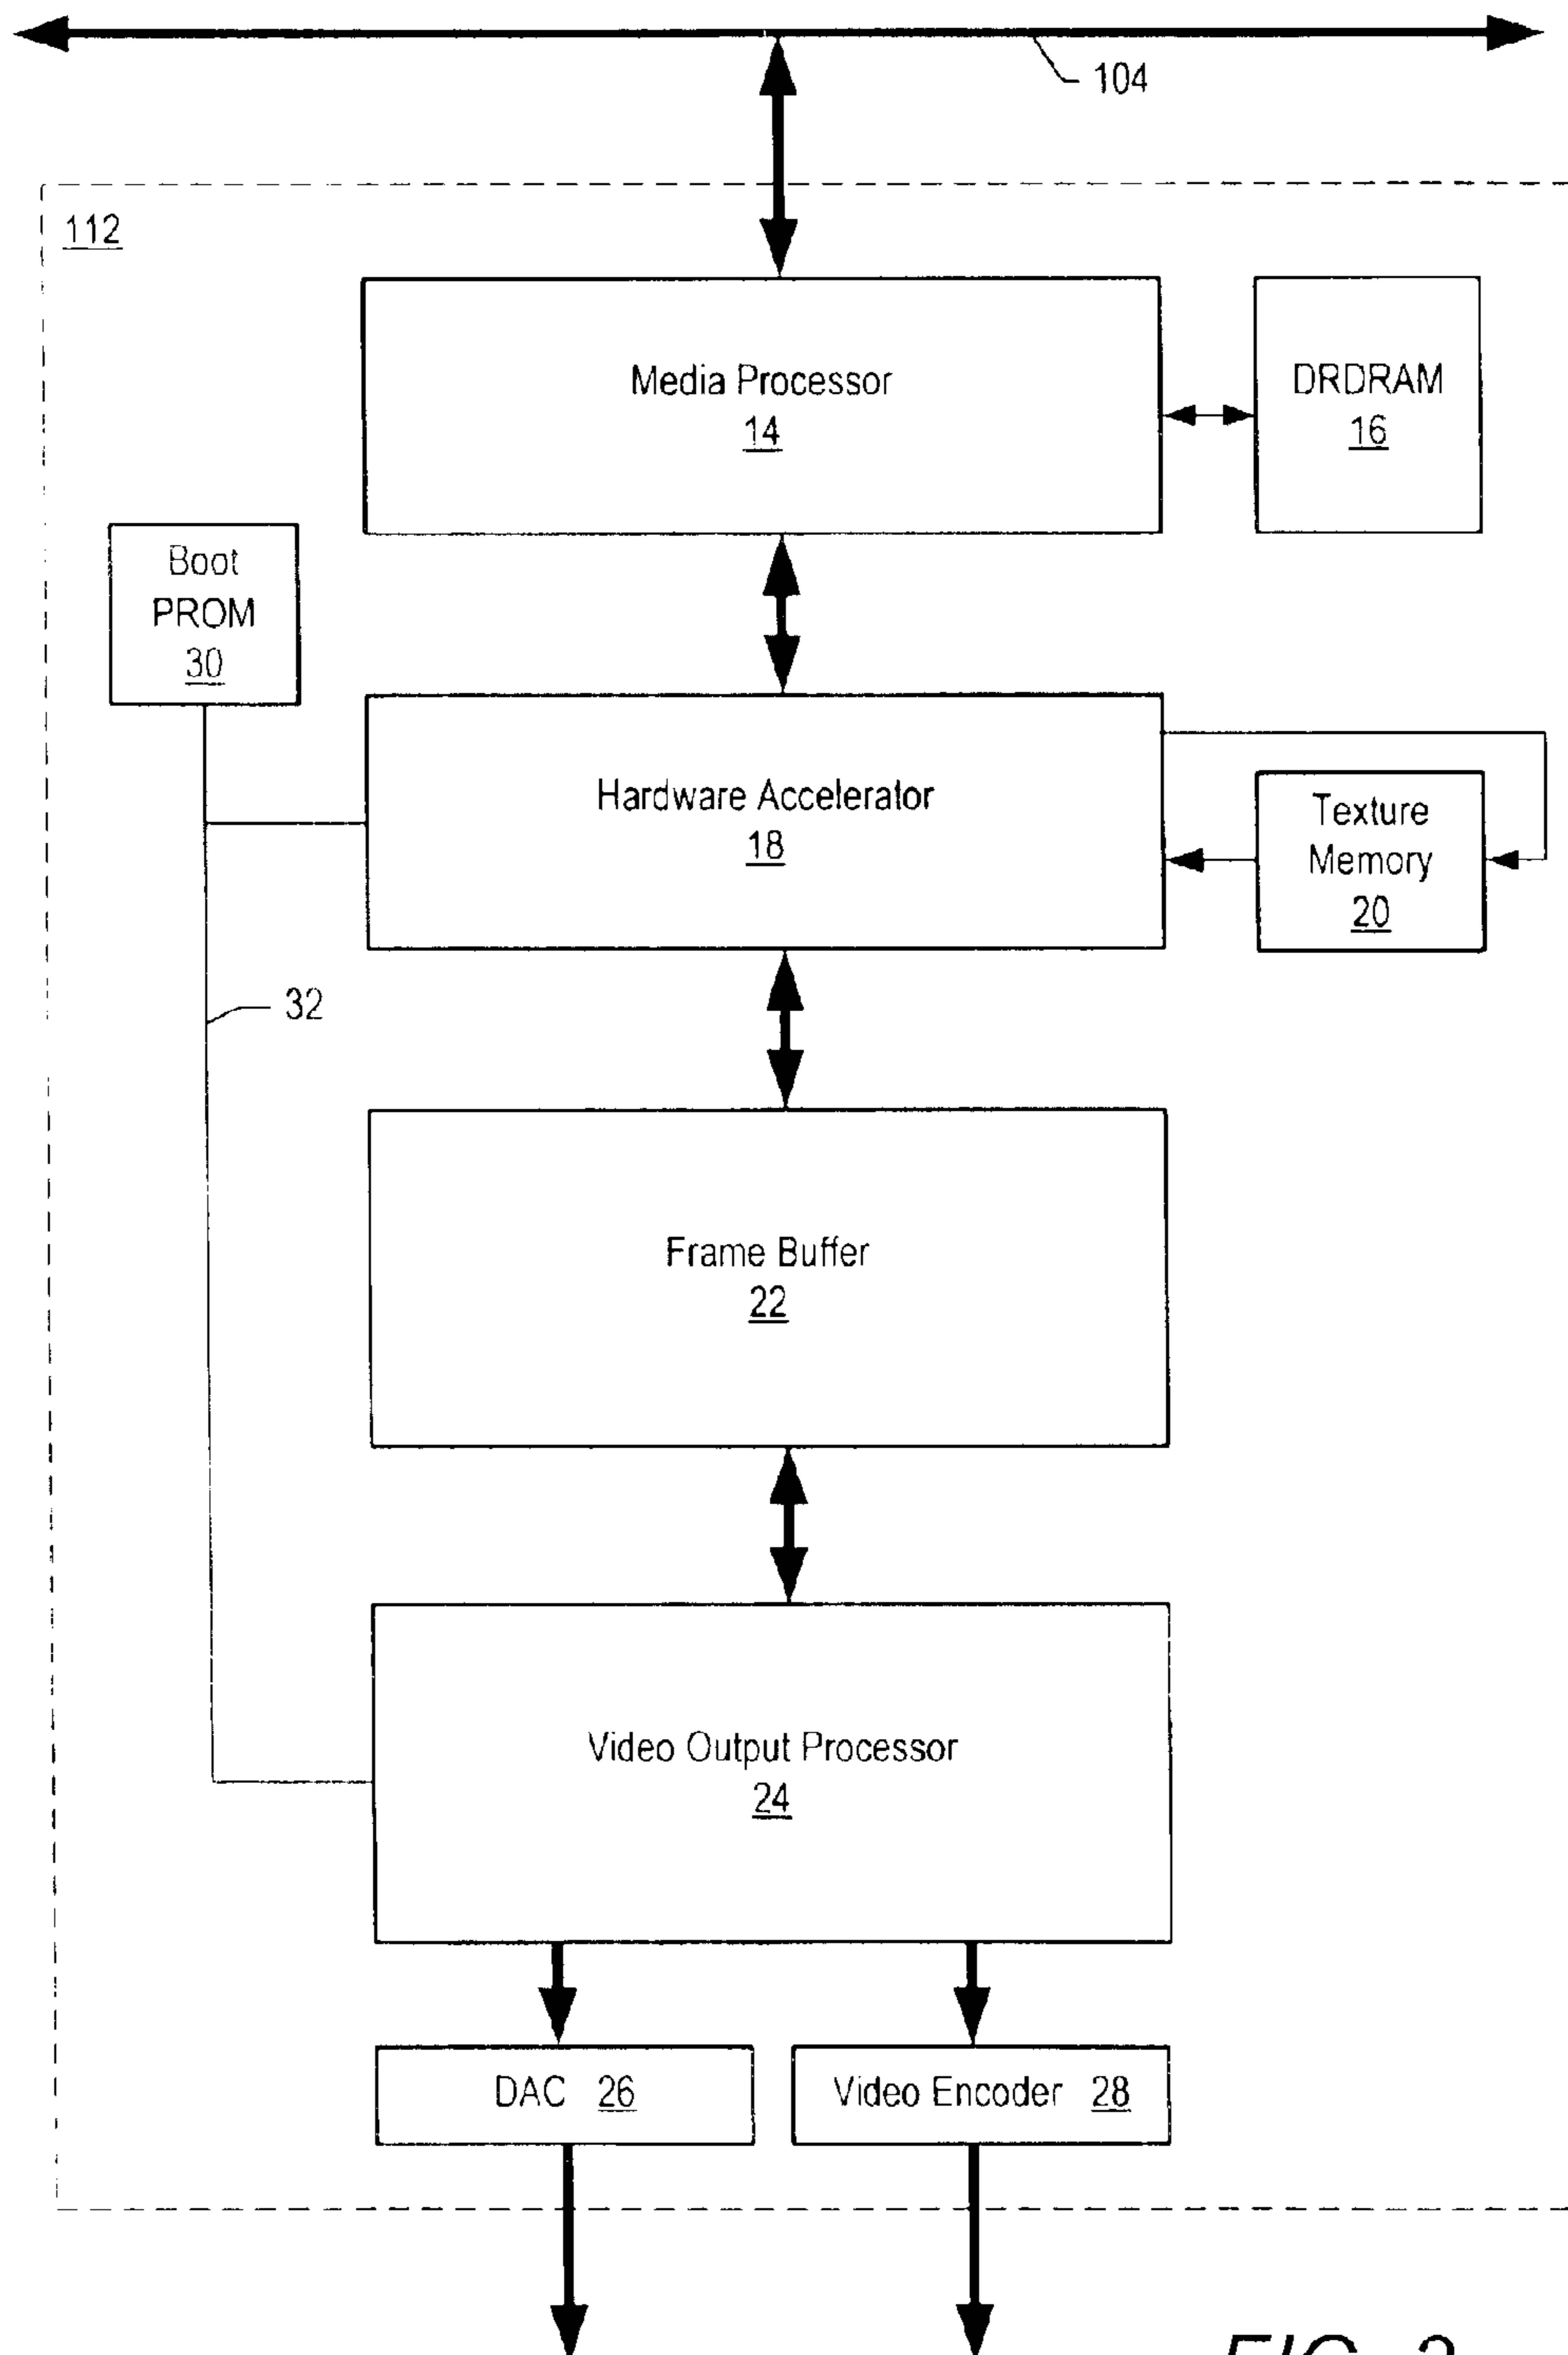 104
112
Media Processor
14
DRDRAM
16
Boot
PROM
30
Hardware Accelerator
18
Texture
Memory
20
32
Frame Buffer
22
Video Output Processor
24
DAC 26
Video Encoder 28